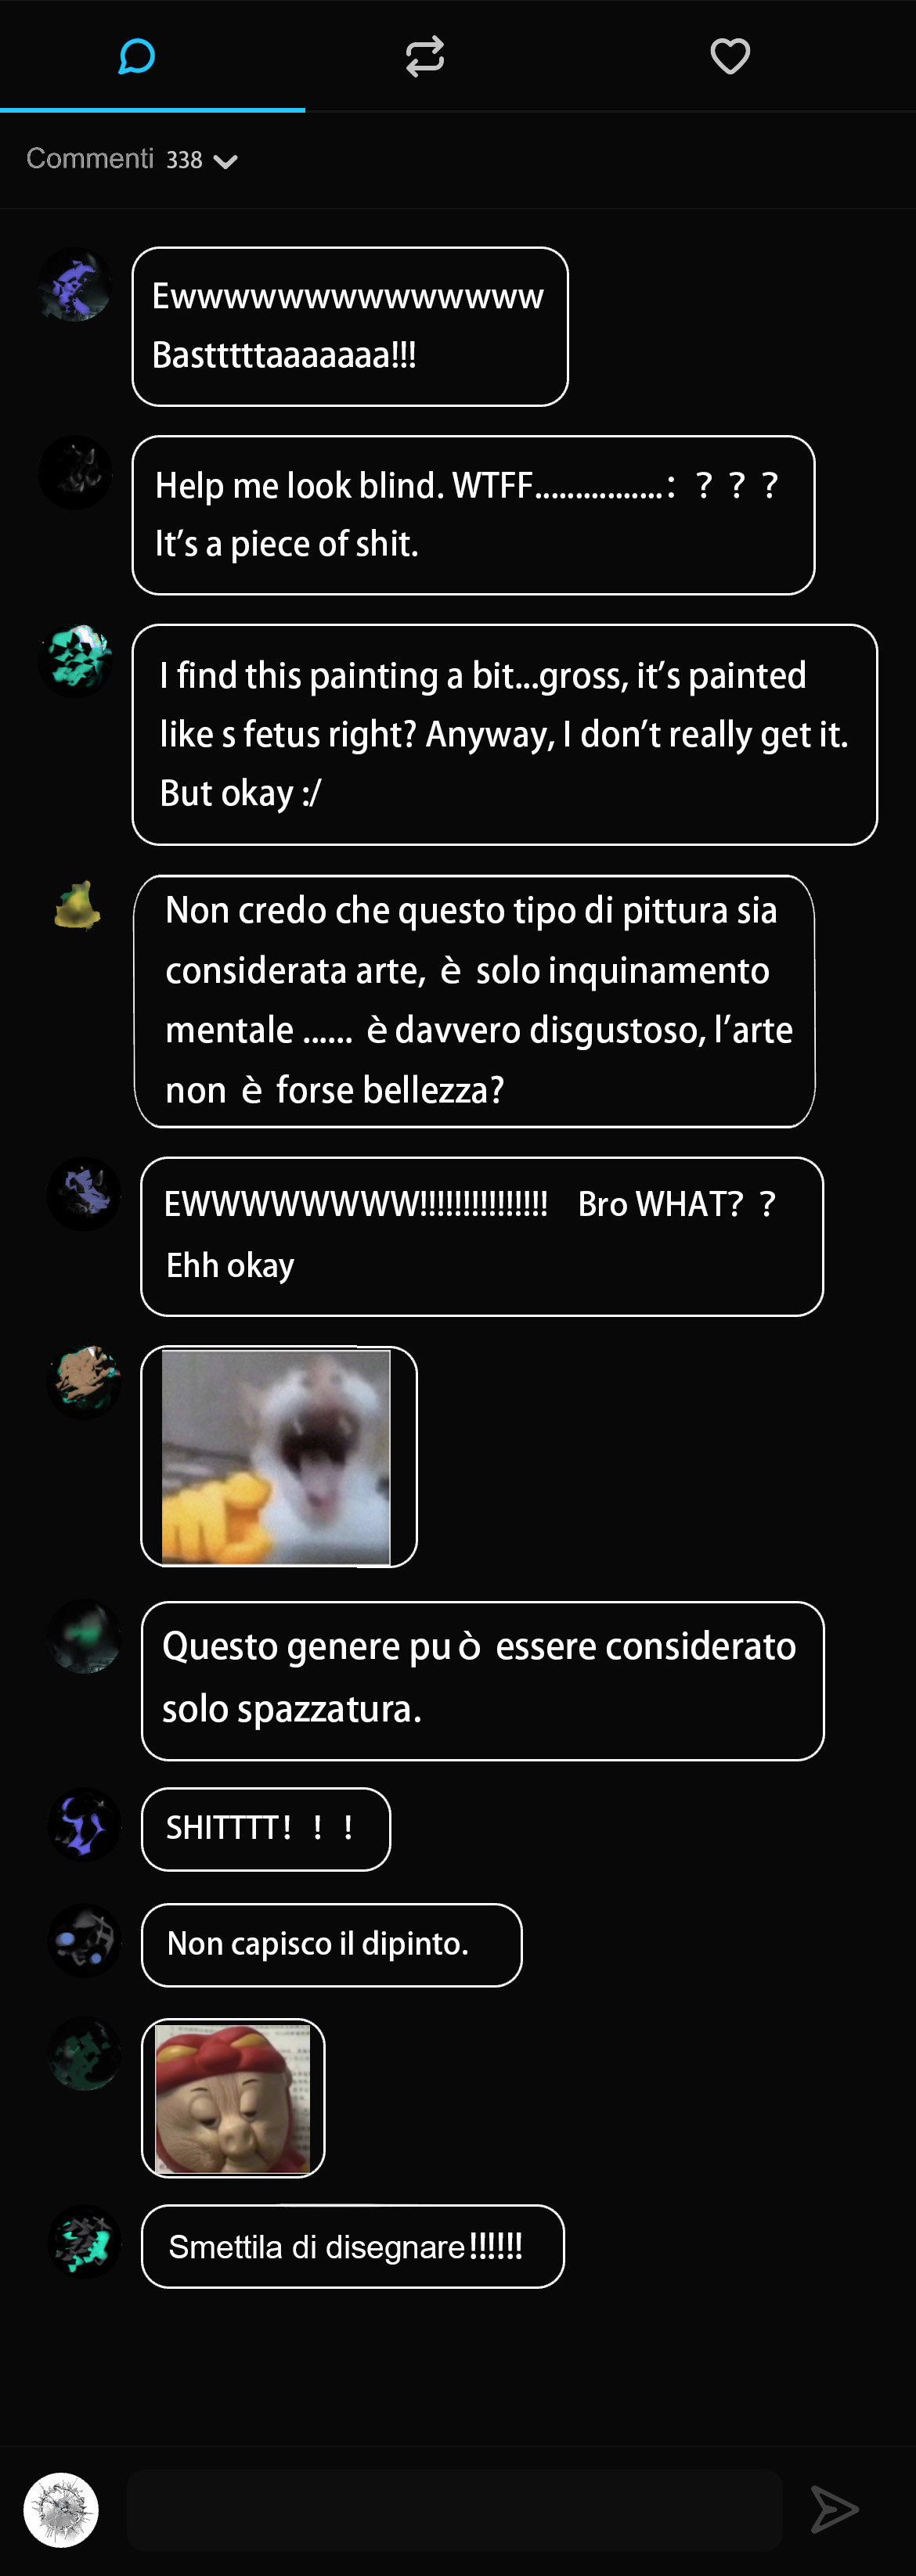 Commenti 338
Ewwwwwwwwwwwwww
Bastttttaaaaaaa!!!
Help me look blind. WTFF................: ? ? ?
It’s a piece of shit.
I find this painting a bit...gross, it’s painted
like s fetus right? Anyway, I don’t really get it.
But okay :/
Non credo che questo tipo di pittura sia
considerata arte, è solo inquinamento
mentale ...... è davvero disgustoso, l’arte
non è forse bellezza?
EWWWWWWWW!!!!!!!!!!!!!!! Bro WHAT? ?
Ehh okay
Questo genere può essere considerato
solo spazzatura.
SHITTTT! ! !
Non capisco il dipinto.
Smettila di disegnare!!!!!!